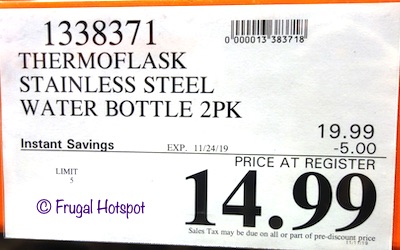 1338371
0000013 383718
THERMOFLASK
STAINLESS STEEL
WATER BOTTLE 2PK
19.99
Instant Savings EXP. 11/24/19 -5.00
PRICE AT REGISTER
LIMIT
5
14.99
© Frugal Hotspot
Sales Tax may be due on all or part of pre-discount price